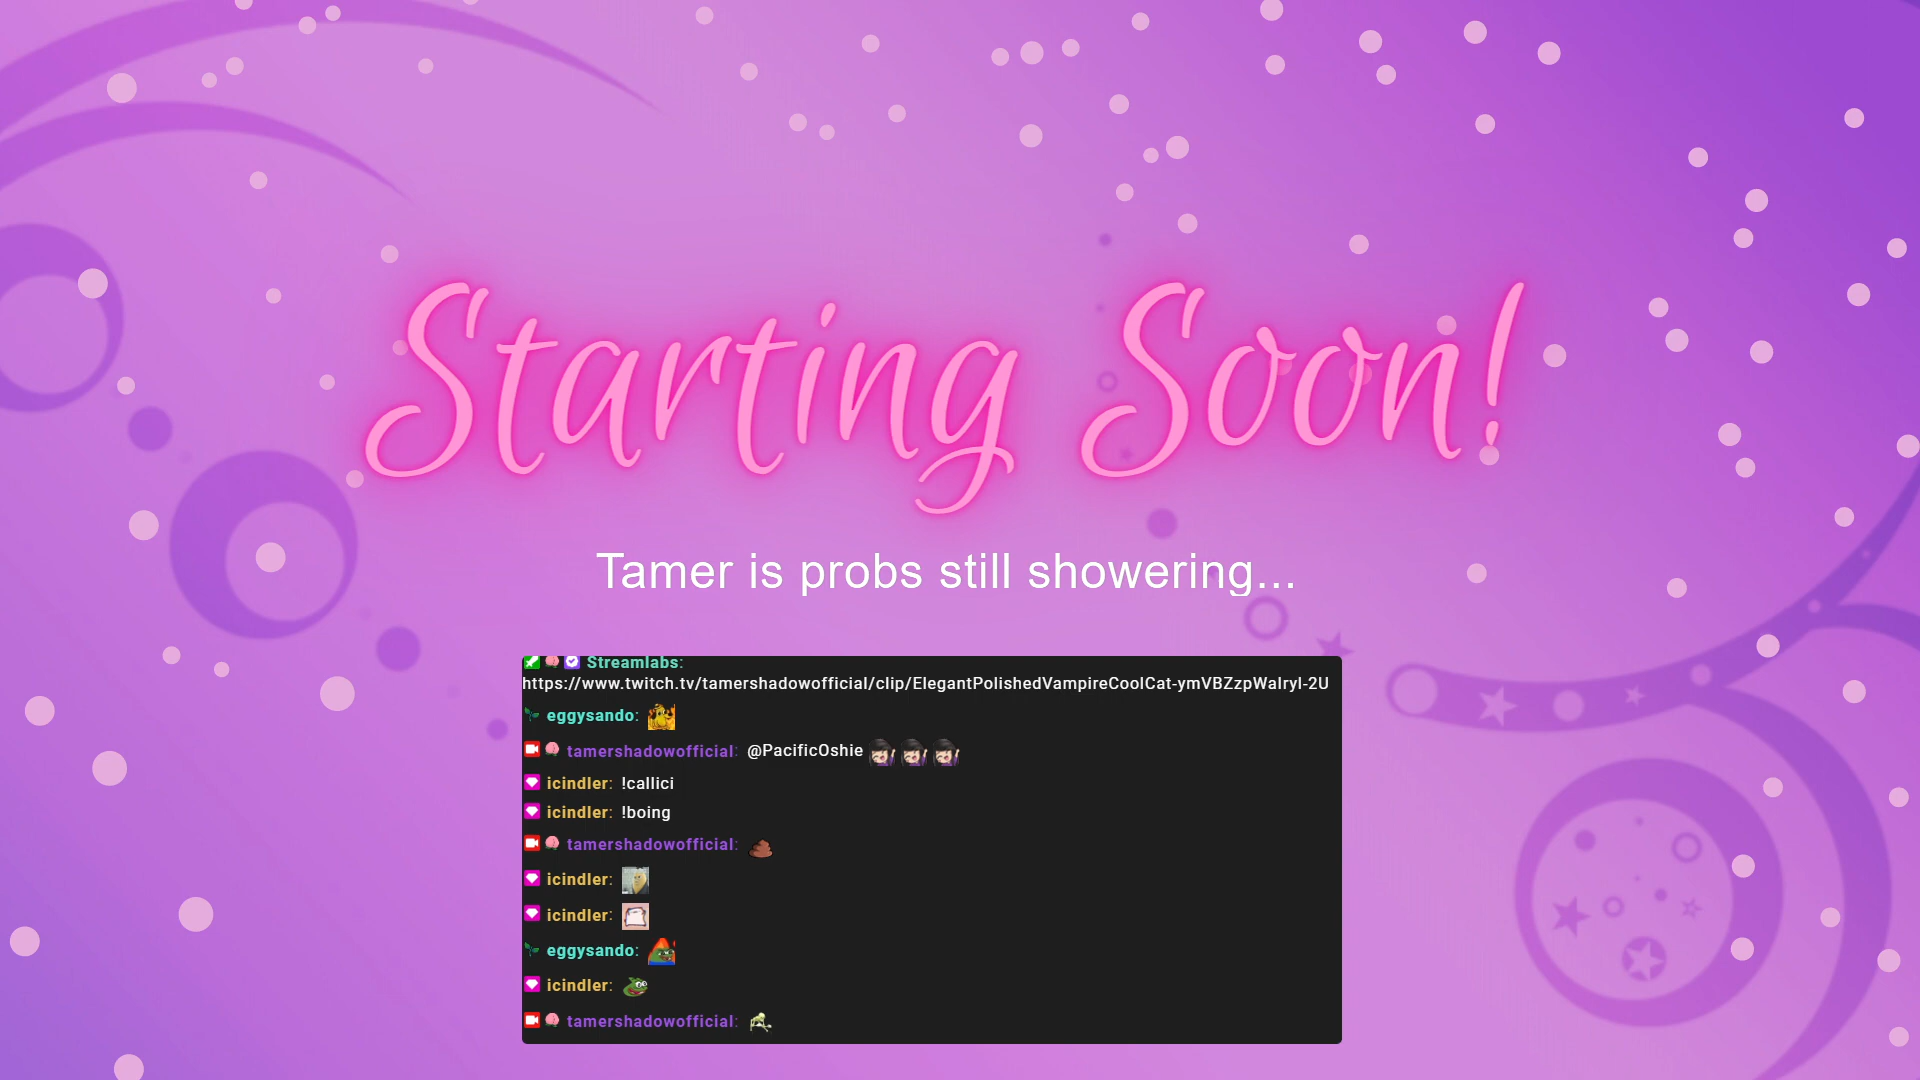 Starting Soon!
Tamer is probs still showering...
Streamlabs:
https://www.twitch.tv/tamershadowofficial/clip/ElegantPolishedVampireCoolCat-ymVBZzpWaIryI-2U
eggysando:
tamershadowofficial: @PacificOshie
icindler: !callici
icindler: !boing
tamershadowofficial:
icindler:
icindler:
eggysando:
icindler:
tamershadowofficial: